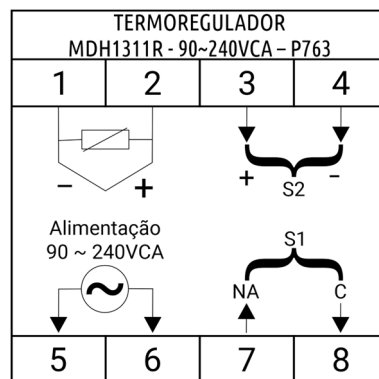 TERMOREGULADOR
MDH1311R - 90~240VCA – P763
1 2 3 4
− +
+ −
S2
Alimentação
90 ~ 240VCA
S1
NA C
5 6 7 8